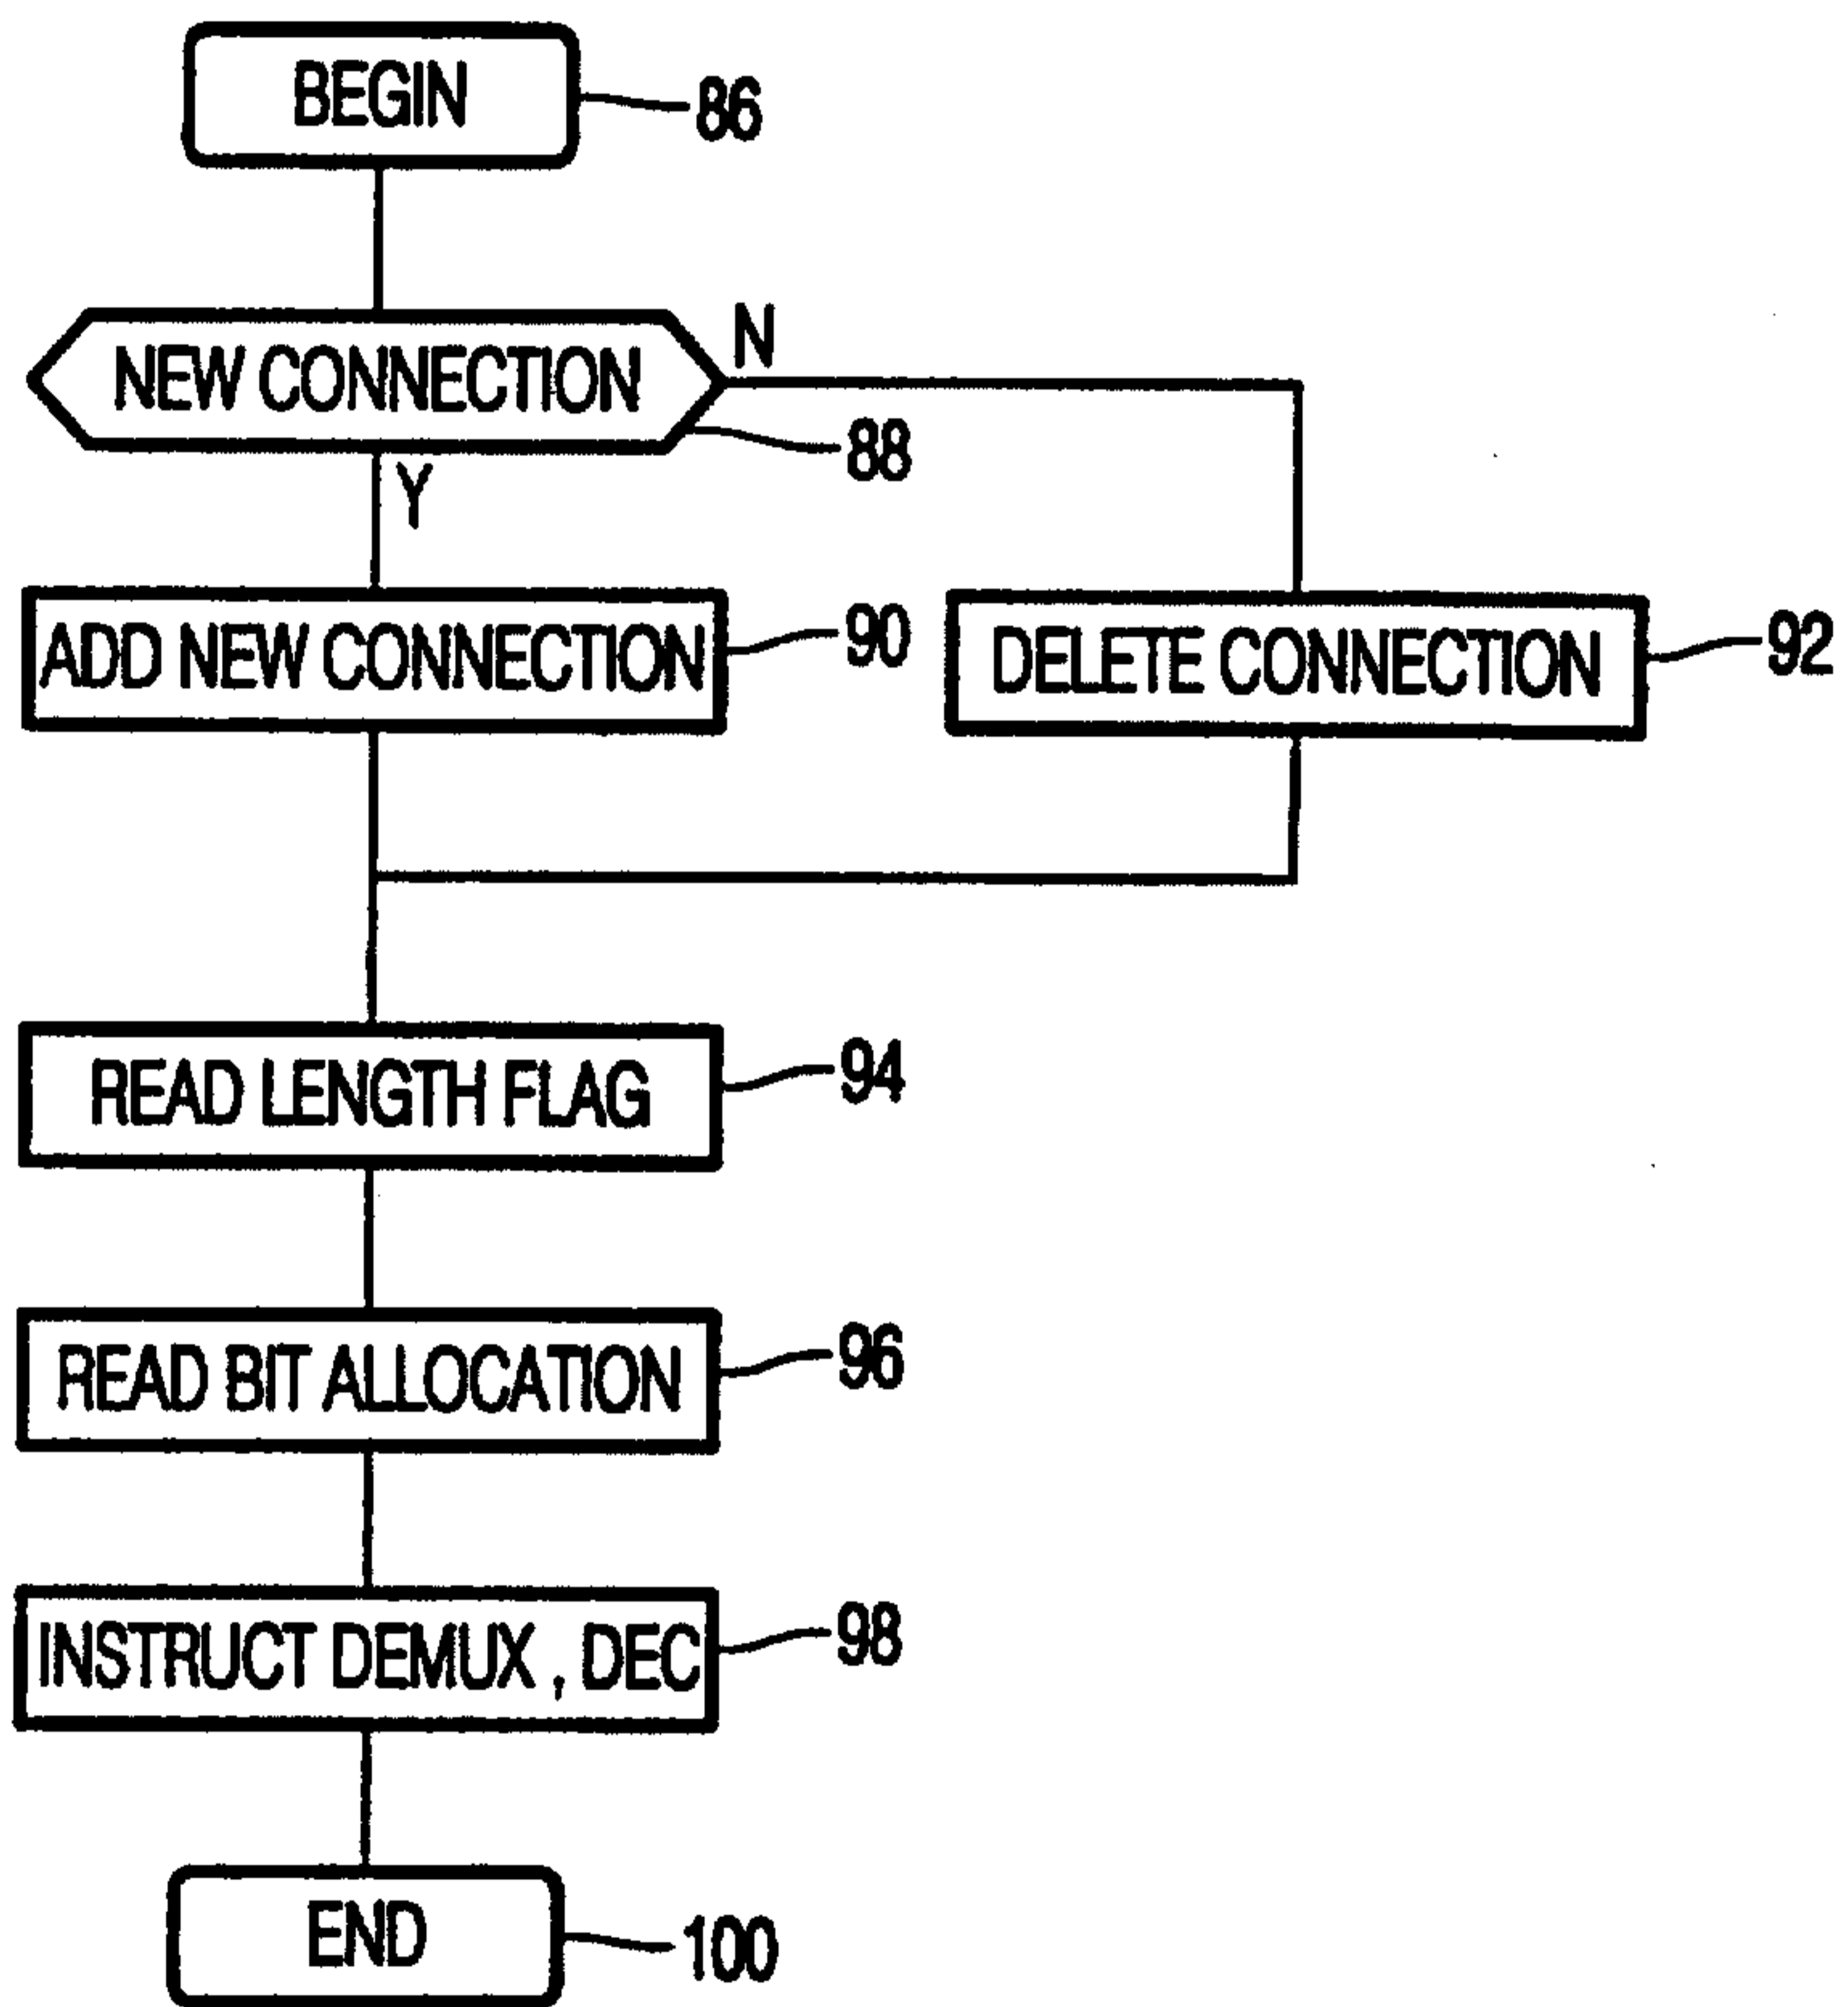 BEGIN
86
NEW CONNECTION
N
88
Y
ADD NEW CONNECTION
90
DELETE CONNECTION
92
READ LENGTH FLAG
94
READ BIT ALLOCATION
96
INSTRUCT DEMUX , DEC
98
END
100